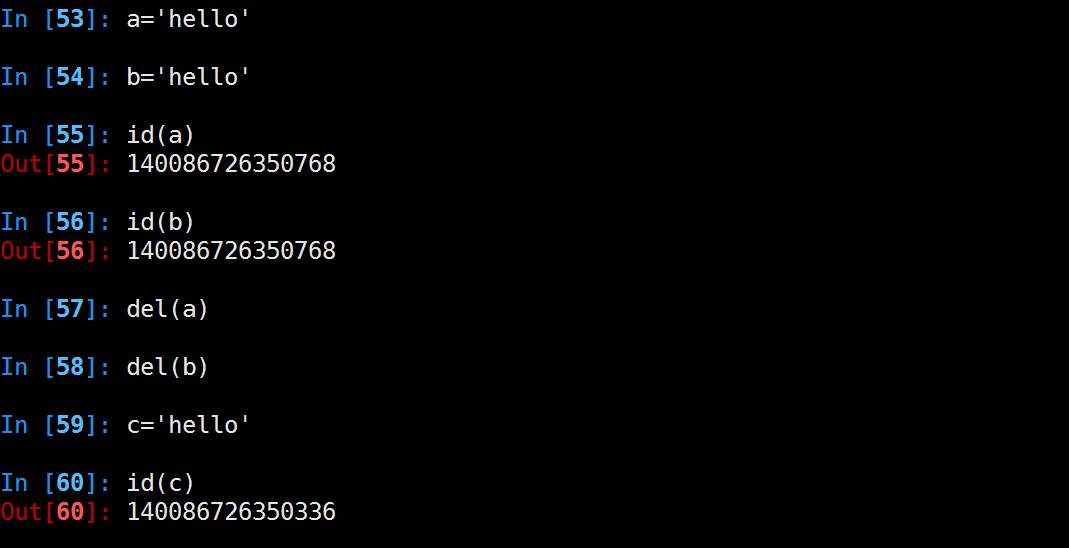 In [53]: a='hello'
In [54]: b='hello'
In [55]: id(a)
Out[55]: 140086726350768
In [56]: id(b)
Out[56]: 140086726350768
In [57]: del(a)
In [58]: del(b)
In [59]: c='hello'
In [60]: id(c)
Out[60]: 140086726350336